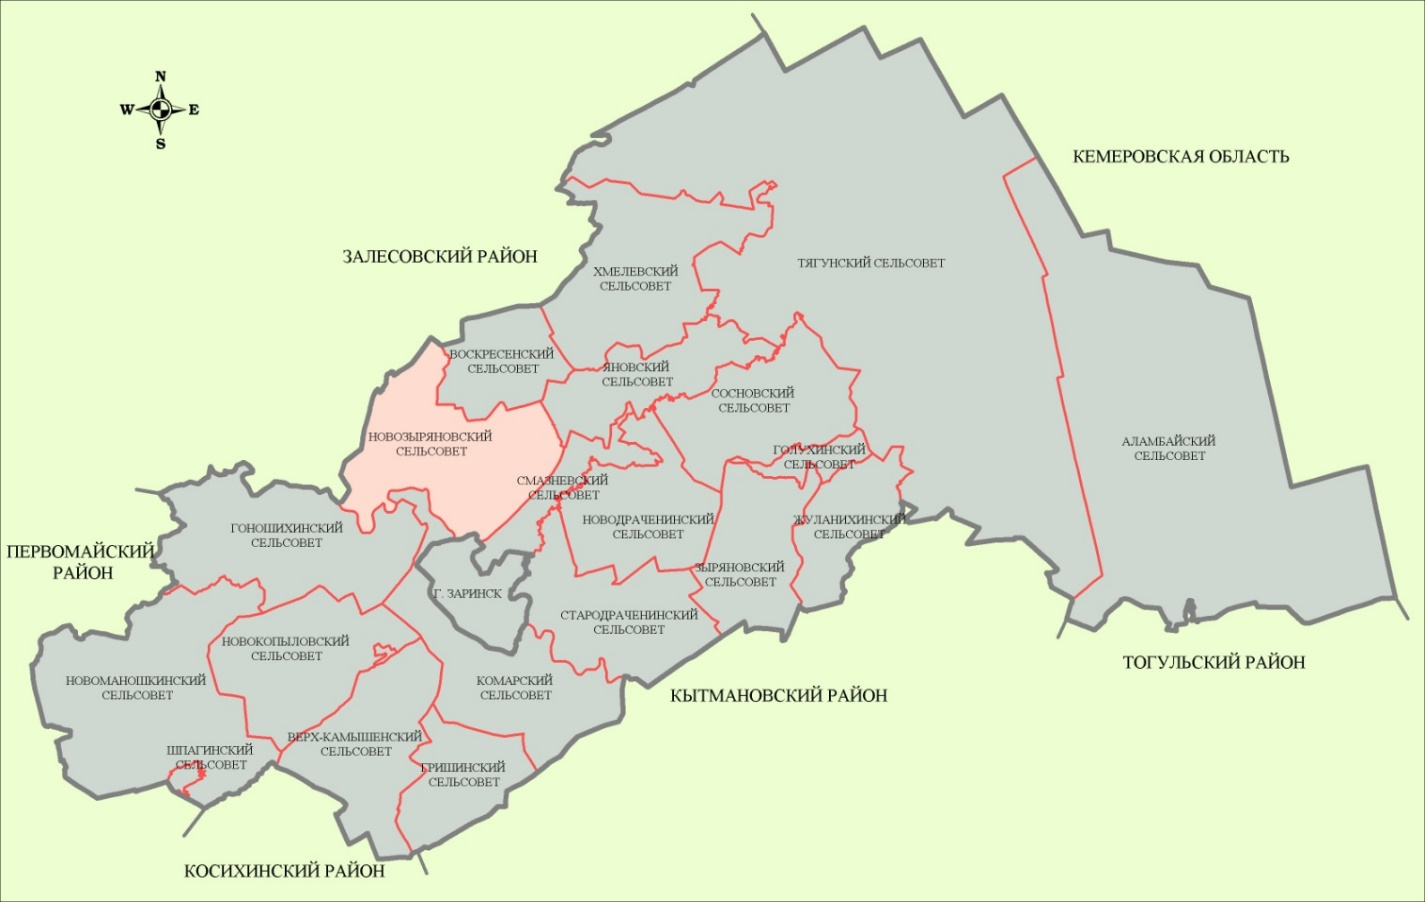 N
W E
S
КЕМЕРОВСКАЯ ОБЛАСТЬ
ЗАЛЕСОВСКИЙ РАЙОН
ТЯГУНСКИЙ СЕЛЬСОВЕТ
ХМЕЛЕВСКИЙ
СЕЛЬСОВЕТ
ВОСКРЕСЕНСКИЙ
СЕЛЬСОВЕТ
ЯНОВСКИЙ
СЕЛЬСОВЕТ
СОСНОВСКИЙ
СЕЛЬСОВЕТ
НОВОЗЫРЯНОВСКИЙ
СЕЛЬСОВЕТ
ГОЛУХИНСКИЙ
СЕЛЬСОВЕТ
АЛАМБАЙСКИЙ
СЕЛЬСОВЕТ
СМАЗНЕВСКИЙ
СЕЛЬСОВЕТ
ГОНОШИХИНСКИЙ
СЕЛЬСОВЕТ
НОВОДРАЧЕНИНСКИЙ
СЕЛЬСОВЕТ
ЖУЛАНИХИНСКИЙ
СЕЛЬСОВЕТ
ПЕРВОМАЙСКИЙ
РАЙОН
ЗЫРЯНОВСКИЙ
СЕЛЬСОВЕТ
Г. ЗАРИНСК
СТАРОДРАЧЕНИНСКИЙ
СЕЛЬСОВЕТ
НОВОКОПЫЛОВСКИЙ
СЕЛЬСОВЕТ
ТОГУЛЬСКИЙ РАЙОН
НОВОМАНОШКИНСКИЙ
СЕЛЬСОВЕТ
КОМАРСКИЙ
СЕЛЬСОВЕТ
КЫТМАНОВСКИЙ РАЙОН
ВЕРХ-КАМЫШЕНСКИЙ
СЕЛЬСОВЕТ
ШПАГИНСКИЙ
СЕЛЬСОВЕТ
ГРИШИНСКИЙ
СЕЛЬСОВЕТ
КОСИХИНСКИЙ РАЙОН